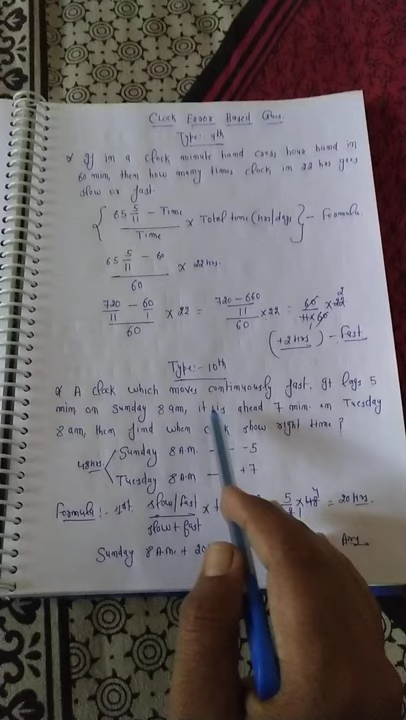 Clock Error Based Ques.
Type:- 9th
Q If in a clock minute hand cross hour hand in
60 min, then how many times clock in 22 hrs goes
slow or fast.
{ 65 5/11 - Time / Time × Total time (hrs/days) } - Formula
65 5/11 - 60 / 60 × 22 hrs.
720/11 - 60/1 / 60 × 22 = 720 - 660 / 11 / 60 × 22 = 60 / 11×60 × 22 2
(+2 hrs) - Fast
Type:- 10th
Q A clock which moves continuously fast. It lags 5
min on Sunday 8 am, it is ahead 7 min on Tuesday
8 am, then find when clock show right time ?
48 hrs < Sunday 8 A.M. - -5
Tuesday 8 A.M. - +7
Formula:- 1st. slow/fast / slow + fast × = 5 × 48 = 20 Hrs.
Sunday 8 A.M. + 20 Ans